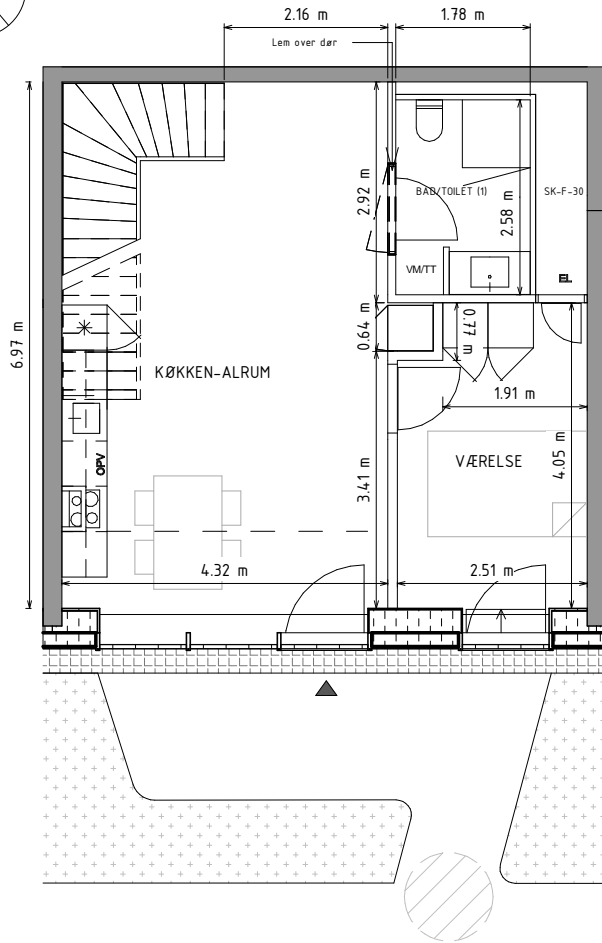 2.16 m
1.78 m
Lem over dør
2.92 m
BAD/TOILET (1)
SK-F-30
2.58 m
VM/TT
EL
6.97 m
0.64 m
0.77 m
KØKKEN-ALRUM
1.91 m
OPV
3.41 m
VÆRELSE
4.05 m
4.32 m
2.51 m